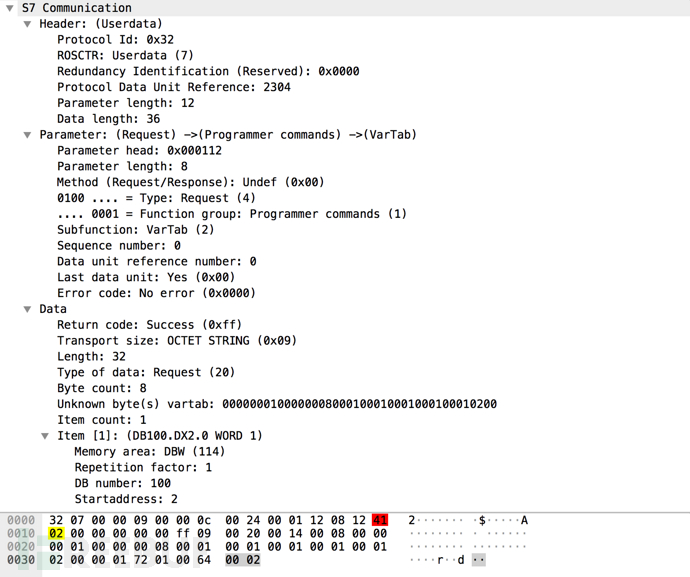 S7 Communication
Header: (Userdata)
Protocol Id: 0x32
ROSCTR: Userdata (7)
Redundancy Identification (Reserved): 0x0000
Protocol Data Unit Reference: 2304
Parameter length: 12
Data length: 36
Parameter: (Request) ->(Programmer commands) ->(VarTab)
Parameter head: 0x000112
Parameter length: 8
Method (Request/Response): Undef (0x00)
0100 .... = Type: Request (4)
.... 0001 = Function group: Programmer commands (1)
Subfunction: VarTab (2)
Sequence number: 0
Data unit reference number: 0
Last data unit: Yes (0x00)
Error code: No error (0x0000)
Data
Return code: Success (0xff)
Transport size: OCTET STRING (0x09)
Length: 32
Type of data: Request (20)
Byte count: 8
Unknown byte(s) vartab: 00000001000000080001000100010001000100010200
Item count: 1
Item [1]: (DB100.DX2.0 WORD 1)
Memory area: DBW (114)
Repetition factor: 1
DB number: 100
Startaddress: 2
0000 32 07 00 00 09 00 00 0c 00 24 00 01 12 08 12 41 2······· ·$·····A
0010 02 00 00 00 00 00 ff 09 00 20 00 14 00 08 00 00 ········ · ······
0020 00 01 00 00 00 08 00 01 00 01 00 01 00 01 00 01 ········ ········
0030 02 00 00 01 72 01 00 64 00 02 ····r··d ··